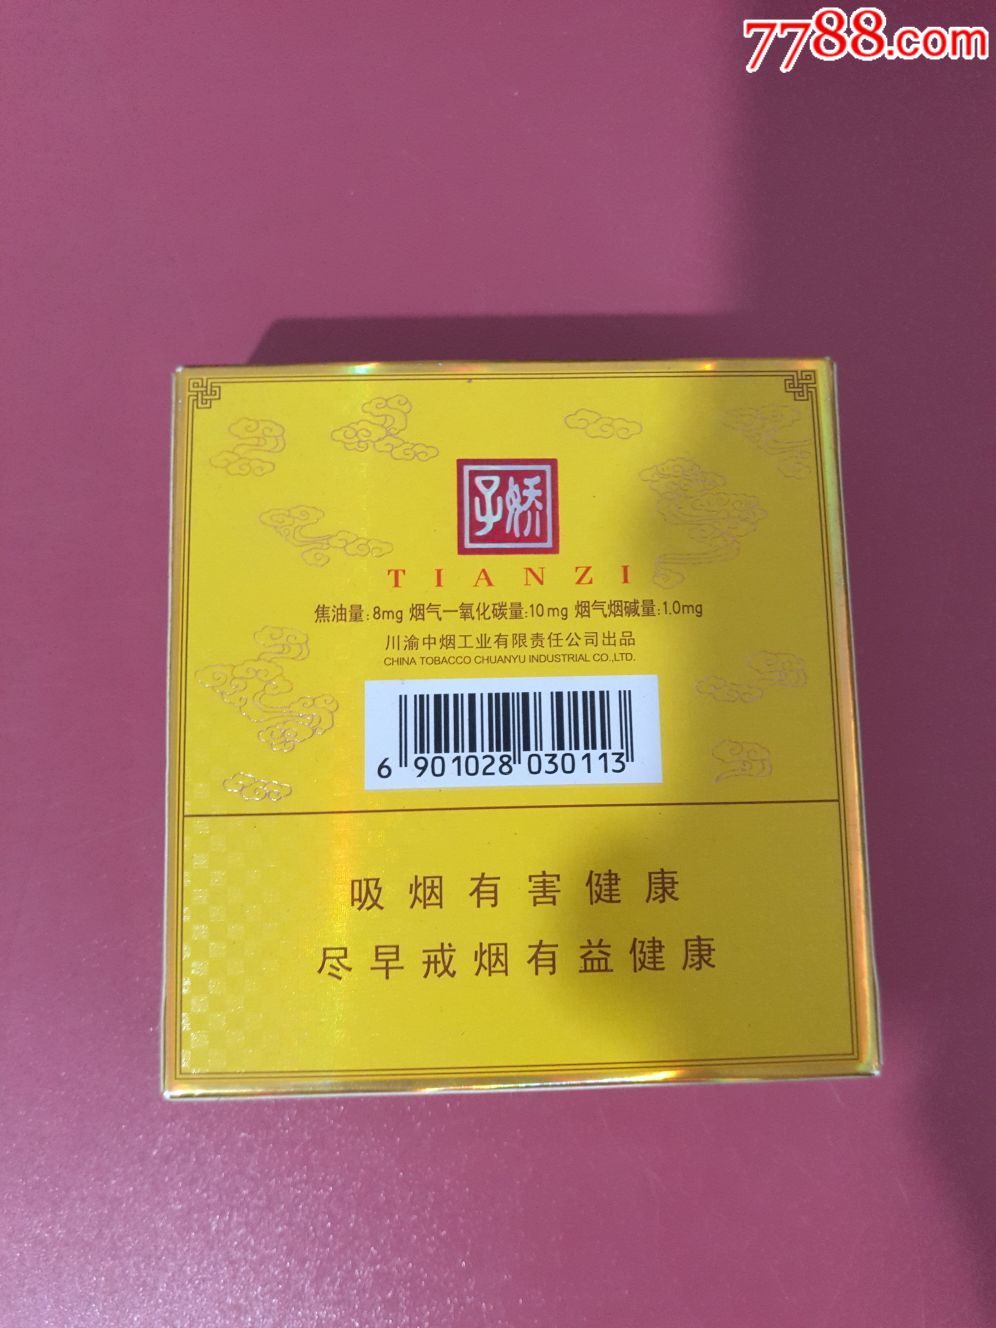 7788.com
TIANZI
焦油量:8mg 烟气一氧化碳量:10mg 烟气烟碱量:1.0mg
川渝中烟工业有限责任公司出品
CHINA TOBACCO CHUANYU INDUSTRIAL CO.,LTD.
6 901028 030113
吸烟有害健康
尽早戒烟有益健康